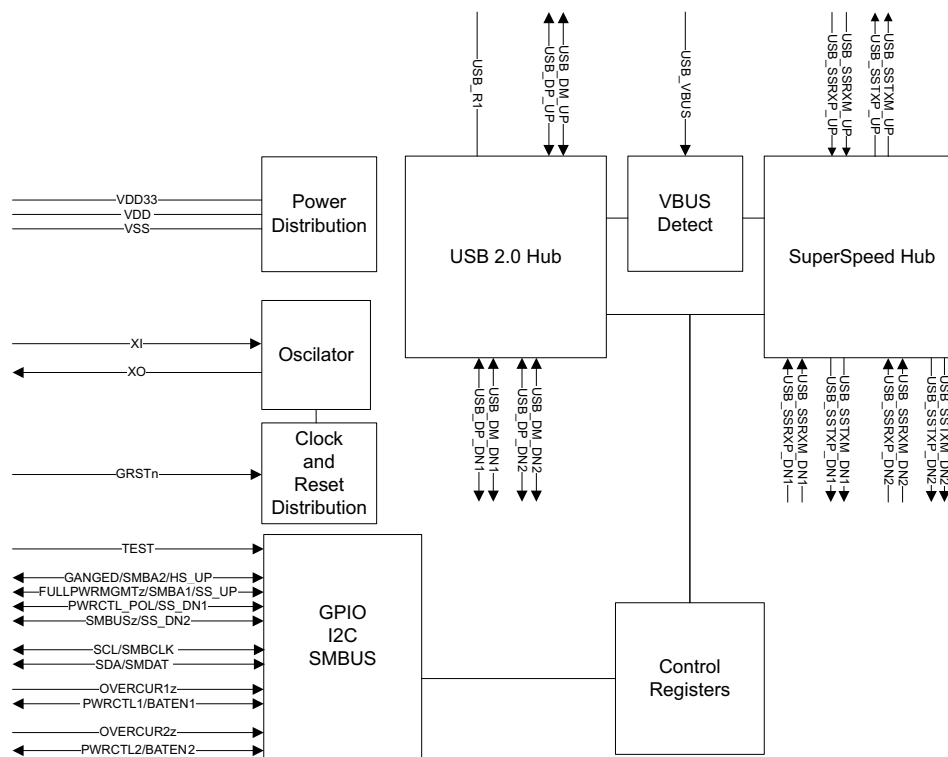 USB_R1
USB_DP_UP
USB_DM_UP
USB_VBUS
USB_SSRXP_UP
USB_SSRXM_UP
USB_SSTXP_UP
USB_SSTXM_UP
Power
Distribution
VDD33
VDD
VSS
USB 2.0 Hub
VBUS
Detect
SuperSpeed Hub
XI
XO
Oscilator
USB_DP_DN1
USB_DM_DN1
USB_DP_DN2
USB_DM_DN2
USB_SSRXP_DN1
USB_SSRXM_DN1
USB_SSTXP_DN1
USB_SSTXM_DN1
USB_SSRXP_DN2
USB_SSRXM_DN2
USB_SSTXP_DN2
USB_SSTXM_DN2
GRSTn
Clock
and
Reset
Distribution
TEST
GANGED/SMBA2/HS_UP
FULLPWRMGMTz/SMBA1/SS_UP
PWRCTL_POL/SS_DN1
SMBUSz/SS_DN2
SCL/SMBCLK
SDA/SMDAT
OVERCUR1z
PWRCTL1/BATEN1
OVERCUR2z
PWRCTL2/BATEN2
GPIO
I2C
SMBUS
Control
Registers